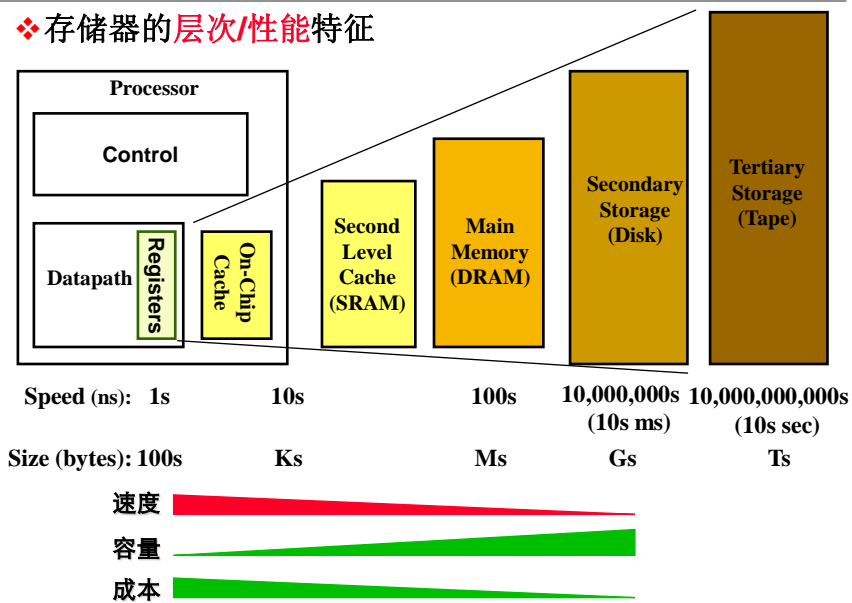 ❖存储器的层次/性能特征
Processor
Control
Datapath
Registers
On-Chip
Cache
Second
Level
Cache
(SRAM)
Main
Memory
(DRAM)
Secondary
Storage
(Disk)
Tertiary
Storage
(Tape)
Speed (ns): 1s 10s 100s 10,000,000s 10,000,000,000s
(10s ms) (10s sec)
Size (bytes): 100s Ks Ms Gs Ts
速度
容量
成本